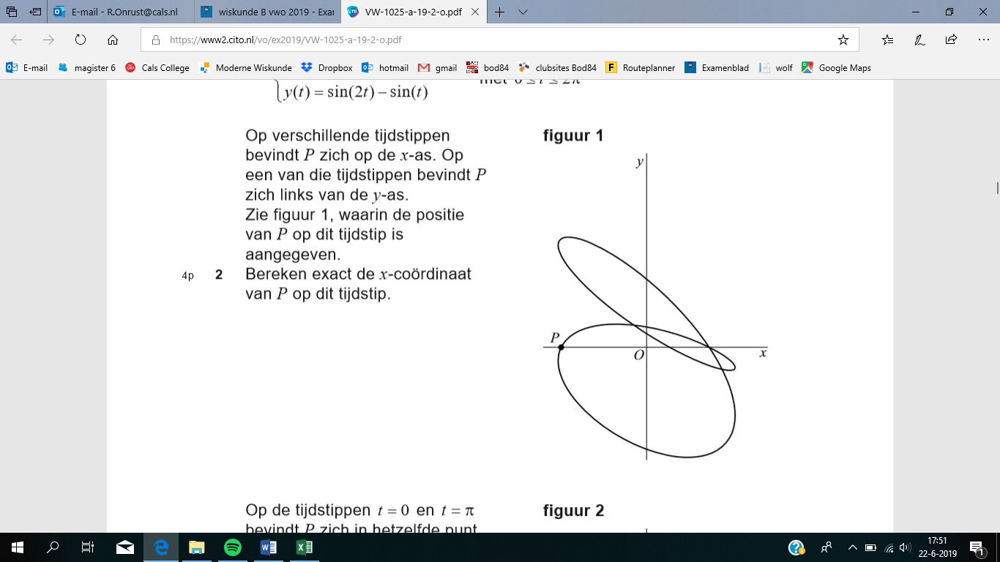 E-mail - R.Onrust@cals.nl
wiskunde B vwo 2019 - Exar
VW-1025-a-19-2-o.pdf
https://www2.cito.nl/vo/ex2019/VW-1025-a-19-2-o.pdf
E-mail
magister 6
Cals College
Moderne Wiskunde
Dropbox
hotmail
gmail
bod84
clubsites Bod84
Routeplanner
Examenblad
wolf
Google Maps
y(t) = sin(2t) – sin(t)
met 0 ≤ t ≤ 2π
Op verschillende tijdstippen
bevindt P zich op de x-as. Op
een van die tijdstippen bevindt P
zich links van de y-as.
Zie figuur 1, waarin de positie
van P op dit tijdstip is
aangegeven.
4p 2 Bereken exact de x-coördinaat
van P op dit tijdstip.
figuur 1
y
P
O
x
Op de tijdstippen t = 0 en t = π
bevindt P zich in hetzelfde punt
figuur 2
17:51
22-6-2019
1